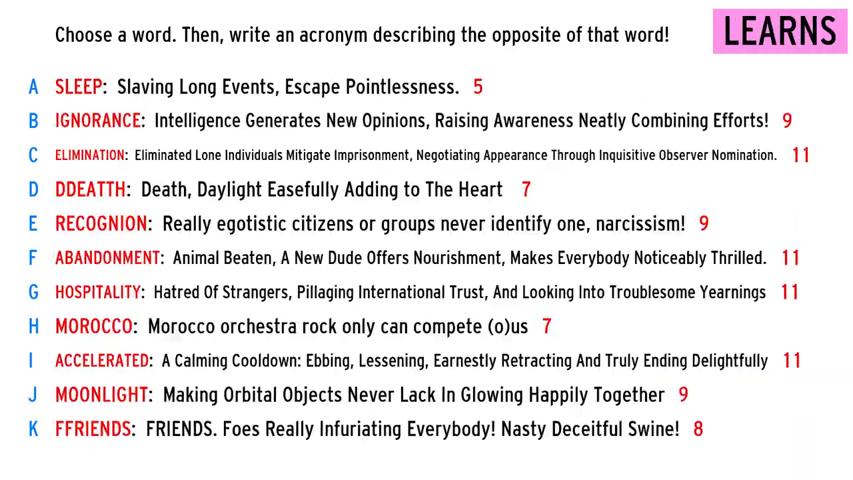 Choose a word. Then, write an acronym describing the opposite of that word!
LEARNS
A SLEEP: Slaving Long Events, Escape Pointlessness. 5
B IGNORANCE: Intelligence Generates New Opinions, Raising Awareness Neatly Combining Efforts! 9
C ELIMINATION: Eliminated Lone Individuals Mitigate Imprisonment, Negotiating Appearance Through Inquisitive Observer Nomination. 11
D DDEATTH: Death, Daylight Easefully Adding to The Heart 7
E RECOGNION: Really egotistic citizens or groups never identify one, narcissism! 9
F ABANDONMENT: Animal Beaten, A New Dude Offers Nourishment, Makes Everybody Noticeably Thrilled. 11
G HOSPITALITY: Hatred Of Strangers, Pillaging International Trust, And Looking Into Troublesome Yearnings 11
H MOROCCO: Morocco orchestra rock only can compete (o)us 7
I ACCELERATED: A Calming Cooldown: Ebbing, Lessening, Earnestly Retracting And Truly Ending Delightfully 11
J MOONLIGHT: Making Orbital Objects Never Lack In Glowing Happily Together 9
K FFRIENDS: FRIENDS. Foes Really Infuriating Everybody! Nasty Deceitful Swine! 8